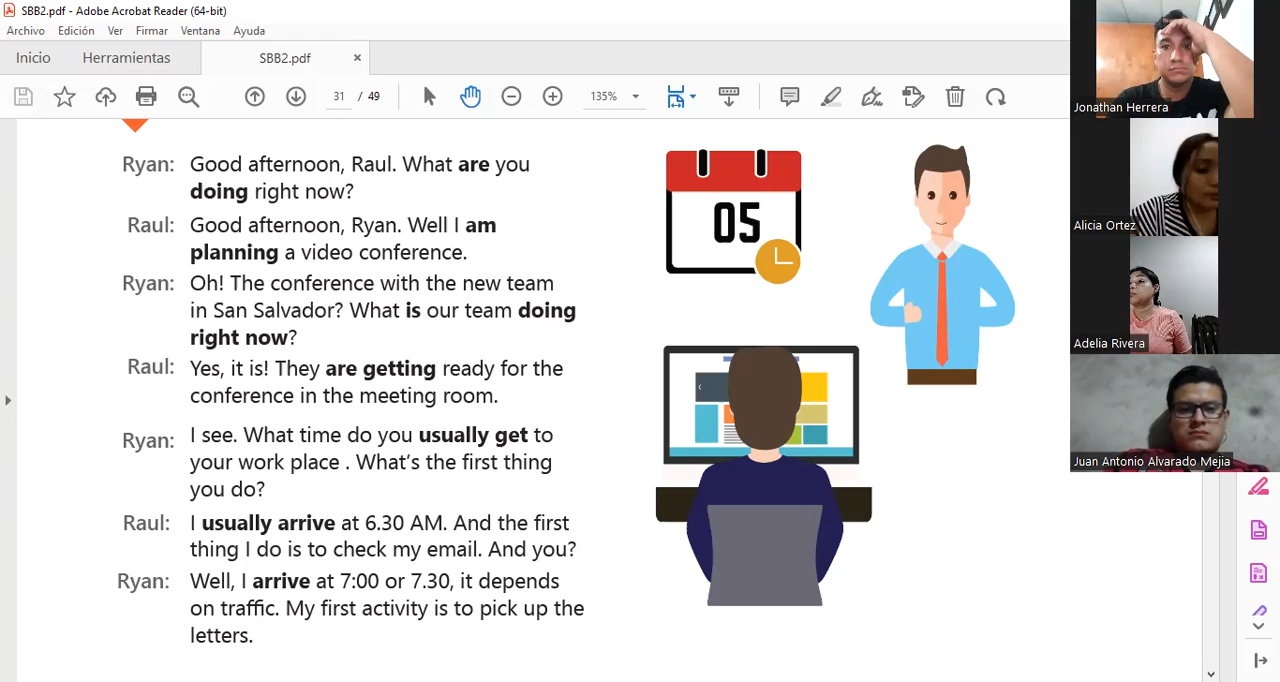 SBB2.pdf - Adobe Acrobat Reader (64-bit)
Archivo Edición Ver Firmar Ventana Ayuda
Inicio Herramientas SBB2.pdf ×
31 / 49 135%
Ryan: Good afternoon, Raul. What are you
doing right now?
Raul: Good afternoon, Ryan. Well I am
planning a video conference.
Ryan: Oh! The conference with the new team
in San Salvador? What is our team doing
right now?
Raul: Yes, it is! They are getting ready for the
conference in the meeting room.
Ryan: I see. What time do you usually get to
your work place . What's the first thing
you do?
Raul: I usually arrive at 6.30 AM. And the first
thing I do is to check my email. And you?
Ryan: Well, I arrive at 7:00 or 7.30, it depends
on traffic. My first activity is to pick up the
letters.
05
Jonathan Herrera
Alicia Ortez
Adelia Rivera
Juan Antonio Alvarado Mejia